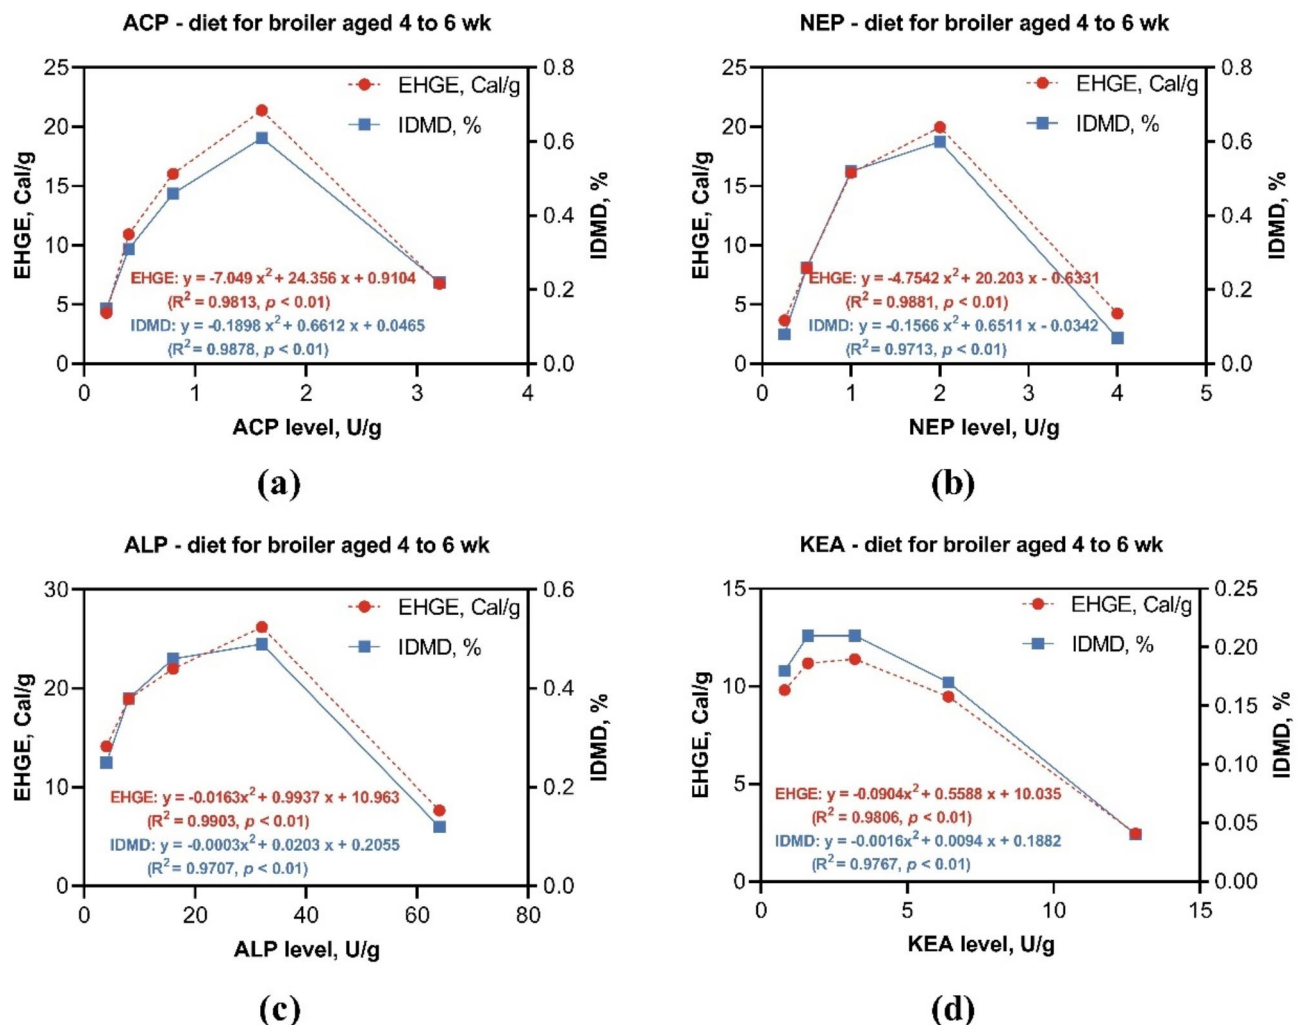 ACP - diet for broiler aged 4 to 6 wk
25
20
15
10
5
0
EHGE, Cal/g
0.8
0.6
0.4
0.2
0.0
IDMD, %
EHGE, Cal/g
IDMD, %
EHGE: y = -7.049 x² + 24.356 x + 0.9104
(R² = 0.9813, p < 0.01)
IDMD: y = -0.1898 x² + 0.6612 x + 0.0465
(R² = 0.9878, p < 0.01)
0 1 2 3 4
ACP level, U/g
(a)
NEP - diet for broiler aged 4 to 6 wk
25
20
15
10
5
0
EHGE, Cal/g
0.8
0.6
0.4
0.2
0.0
IDMD, %
EHGE, Cal/g
IDMD, %
EHGE: y = -4.7542 x² + 20.203 x - 0.6331
(R² = 0.9881, p < 0.01)
IDMD: y = -0.1566 x² + 0.6511 x - 0.0342
(R² = 0.9713, p < 0.01)
0 1 2 3 4 5
NEP level, U/g
(b)
ALP - diet for broiler aged 4 to 6 wk
30
20
10
0
EHGE, Cal/g
0.6
0.4
0.2
0.0
IDMD, %
EHGE, Cal/g
IDMD, %
EHGE: y = -0.0163x² + 0.9937 x + 10.963
(R² = 0.9903, p < 0.01)
IDMD: y = -0.0003x² + 0.0203 x + 0.2055
(R² = 0.9707, p < 0.01)
0 20 40 60 80
ALP level, U/g
(c)
KEA - diet for broiler aged 4 to 6 wk
15
10
5
0
EHGE, Cal/g
0.25
0.20
0.15
0.10
0.05
0.00
IDMD, %
EHGE, Cal/g
IDMD, %
EHGE: y = -0.0904x² + 0.5588 x + 10.035
(R² = 0.9806, p < 0.01)
IDMD: y = -0.0016x² + 0.0094 x + 0.1882
(R² = 0.9767, p < 0.01)
0 5 10 15
KEA level, U/g
(d)